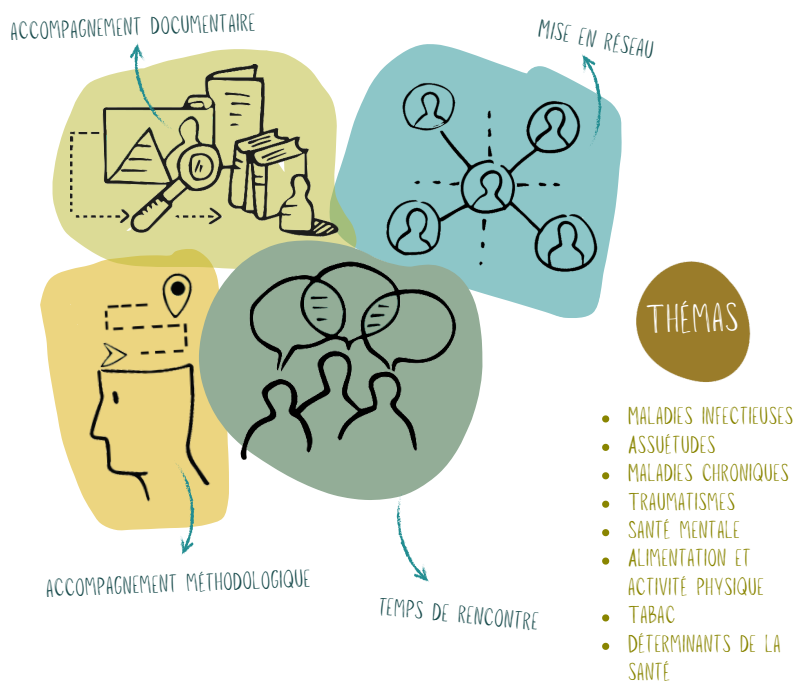 ACCOMPAGNEMENT DOCUMENTAIRE
MISE EN RÉSEAU
THÉMAS
MALADIES INFECTIEUSES
ASSUÉTUDES
MALADIES CHRONIQUES
TRAUMATISMES
SANTÉ MENTALE
ALIMENTATION ET
ACTIVITÉ PHYSIQUE
TABAC
DÉTERMINANTS DE LA
SANTÉ
ACCOMPAGNEMENT MÉTHODOLOGIQUE
TEMPS DE RENCONTRE